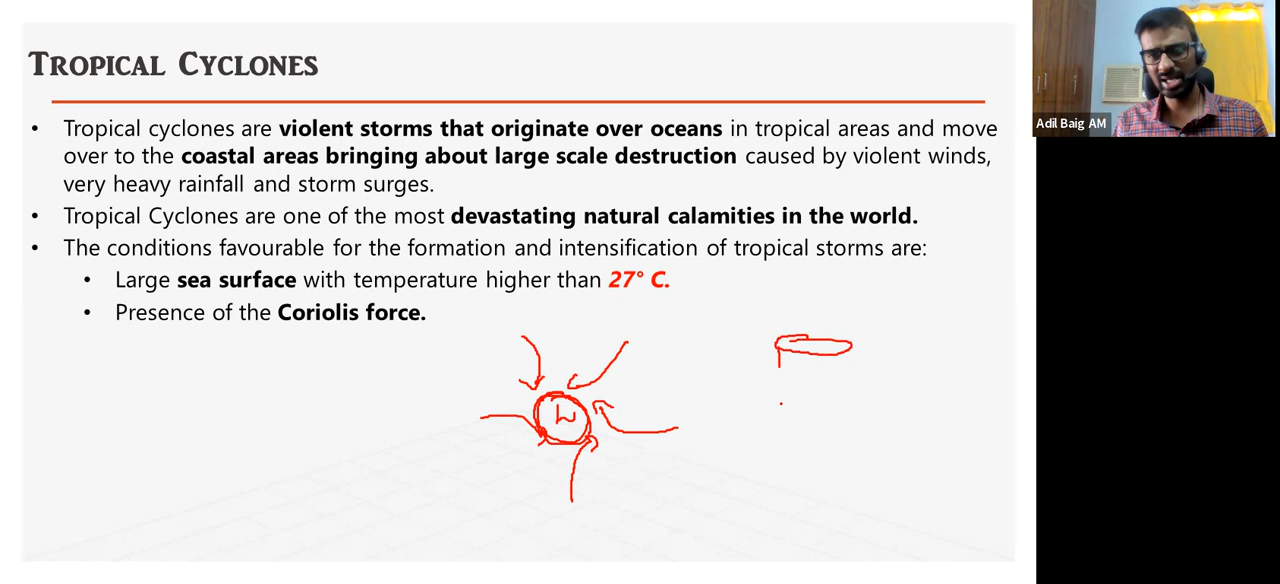 TROPICAL CYCLONES
• Tropical cyclones are violent storms that originate over oceans in tropical areas and move
over to the coastal areas bringing about large scale destruction caused by violent winds,
very heavy rainfall and storm surges.
• Tropical Cyclones are one of the most devastating natural calamities in the world.
• The conditions favourable for the formation and intensification of tropical storms are:
• Large sea surface with temperature higher than 27° C.
• Presence of the Coriolis force.
L
Adil Baig AM